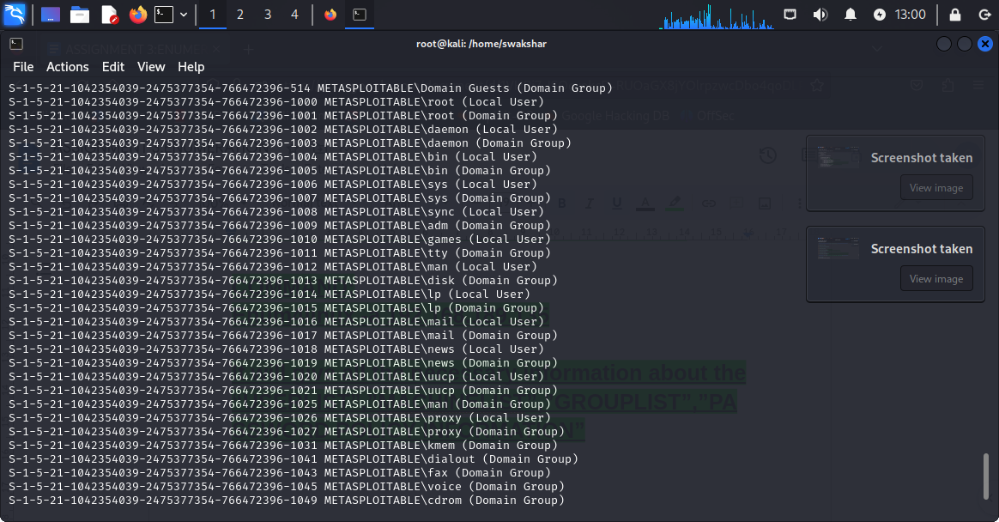 1 2 3 4 13:00
root@kali: /home/swakshar
File Actions Edit View Help
S-1-5-21-1042354039-2475377354-766472396-514 METASPLOITABLE\Domain Guests (Domain Group)
S-1-5-21-1042354039-2475377354-766472396-1000 METASPLOITABLE\root (Local User)
S-1-5-21-1042354039-2475377354-766472396-1001 METASPLOITABLE\root (Domain Group)
S-1-5-21-1042354039-2475377354-766472396-1002 METASPLOITABLE\daemon (Local User)
S-1-5-21-1042354039-2475377354-766472396-1003 METASPLOITABLE\daemon (Domain Group)
S-1-5-21-1042354039-2475377354-766472396-1004 METASPLOITABLE\bin (Local User)
S-1-5-21-1042354039-2475377354-766472396-1005 METASPLOITABLE\bin (Domain Group)
S-1-5-21-1042354039-2475377354-766472396-1006 METASPLOITABLE\sys (Local User)
S-1-5-21-1042354039-2475377354-766472396-1007 METASPLOITABLE\sys (Domain Group)
S-1-5-21-1042354039-2475377354-766472396-1008 METASPLOITABLE\sync (Local User)
S-1-5-21-1042354039-2475377354-766472396-1009 METASPLOITABLE\adm (Domain Group)
S-1-5-21-1042354039-2475377354-766472396-1010 METASPLOITABLE\games (Local User)
S-1-5-21-1042354039-2475377354-766472396-1011 METASPLOITABLE\tty (Domain Group)
S-1-5-21-1042354039-2475377354-766472396-1012 METASPLOITABLE\man (Local User)
S-1-5-21-1042354039-2475377354-766472396-1013 METASPLOITABLE\disk (Domain Group)
S-1-5-21-1042354039-2475377354-766472396-1014 METASPLOITABLE\lp (Local User)
S-1-5-21-1042354039-2475377354-766472396-1015 METASPLOITABLE\lp (Domain Group)
S-1-5-21-1042354039-2475377354-766472396-1016 METASPLOITABLE\mail (Local User)
S-1-5-21-1042354039-2475377354-766472396-1017 METASPLOITABLE\mail (Domain Group)
S-1-5-21-1042354039-2475377354-766472396-1018 METASPLOITABLE\news (Local User)
S-1-5-21-1042354039-2475377354-766472396-1019 METASPLOITABLE\news (Domain Group)
S-1-5-21-1042354039-2475377354-766472396-1020 METASPLOITABLE\uucp (Local User)
S-1-5-21-1042354039-2475377354-766472396-1021 METASPLOITABLE\uucp (Domain Group)
S-1-5-21-1042354039-2475377354-766472396-1025 METASPLOITABLE\man (Domain Group)
S-1-5-21-1042354039-2475377354-766472396-1026 METASPLOITABLE\proxy (Local User)
S-1-5-21-1042354039-2475377354-766472396-1027 METASPLOITABLE\proxy (Domain Group)
S-1-5-21-1042354039-2475377354-766472396-1031 METASPLOITABLE\kmem (Domain Group)
S-1-5-21-1042354039-2475377354-766472396-1041 METASPLOITABLE\dialout (Domain Group)
S-1-5-21-1042354039-2475377354-766472396-1043 METASPLOITABLE\fax (Domain Group)
S-1-5-21-1042354039-2475377354-766472396-1045 METASPLOITABLE\voice (Domain Group)
S-1-5-21-1042354039-2475377354-766472396-1049 METASPLOITABLE\cdrom (Domain Group)
Screenshot taken
View image
Screenshot taken
View image
ASSIGNMENT 3:ENUM
Google Hacking DB OffSec
information about the
GROUPLIST","PA